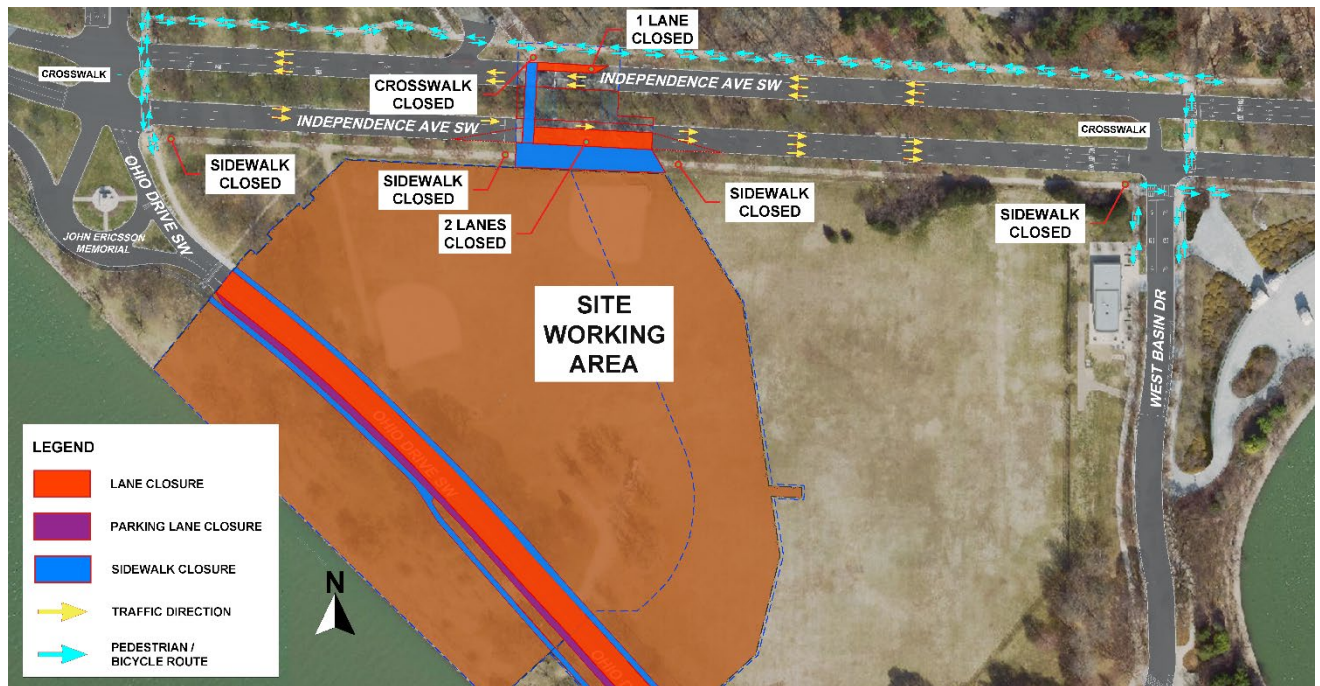 1 LANE
CLOSED
CROSSWALK
CROSSWALK
CLOSED
INDEPENDENCE AVE SW
INDEPENDENCE AVE SW
CROSSWALK
SIDEWALK
CLOSED
SIDEWALK
CLOSED
SIDEWALK
CLOSED
SIDEWALK
CLOSED
2 LANES
CLOSED
OHIO DRIVE SW
JOHN ERICSSON
MEMORIAL
SITE
WORKING
AREA
WEST BASIN DR
OHIO DRIVE SW
OHIO D
LEGEND
LANE CLOSURE
PARKING LANE CLOSURE
SIDEWALK CLOSURE
TRAFFIC DIRECTION
PEDESTRIAN /
BICYCLE ROUTE
N